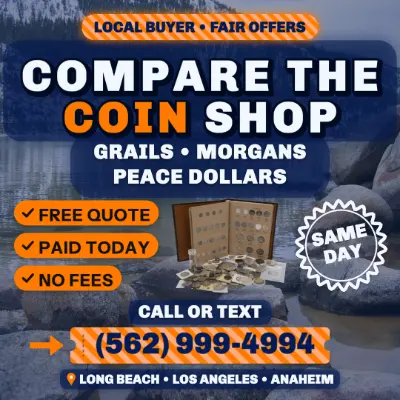 LOCAL BUYER • FAIR OFFERS
COMPARE THE
COIN SHOP
GRAILS • MORGANS
PEACE DOLLARS
✓ FREE QUOTE
✓ PAID TODAY
✓ NO FEES
SAME
DAY
CALL OR TEXT
(562) 999-4994
LONG BEACH • LOS ANGELES • ANAHEIM